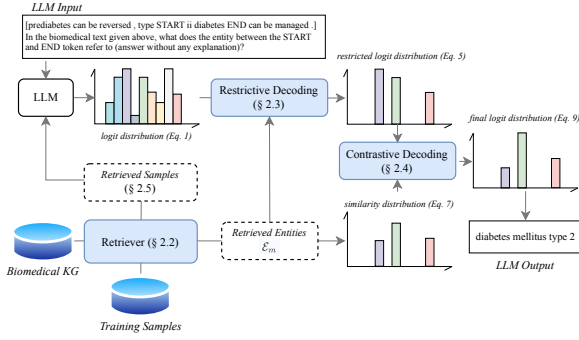 LLM Input
[prediabetes can be reversed , type START ii diabetes END can be managed .]
In the biomedical text given above, what does the entity between the START
and END token refer to (answer without any explanation)?
LLM
logit distribution (Eq. 1)
Restrictive Decoding
(§ 2.3)
restricted logit distribution (Eq. 5)
Contrastive Decoding
(§ 2.4)
final logit distribution (Eq. 9)
Retrieved Samples
(§ 2.5)
Retriever (§ 2.2)
Retrieved Entities
ℰm
similarity distribution (Eq. 7)
diabetes mellitus type 2
LLM Output
Biomedical KG
Training Samples